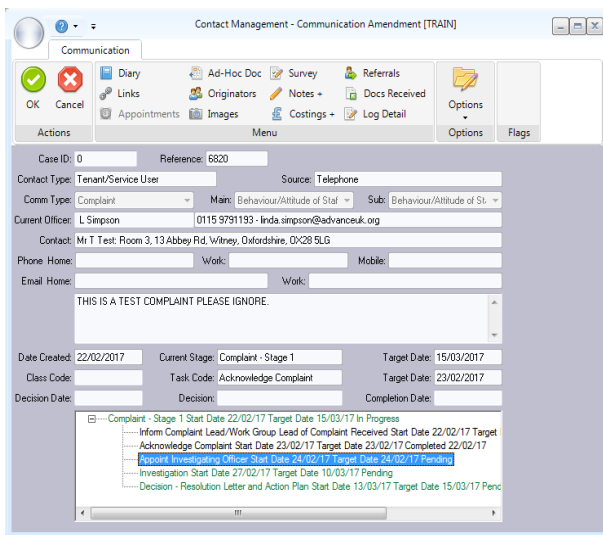 Contact Management - Communication Amendment [TRAIN]
Communication
OK
Cancel
Diary
Links
Appointments
Ad-Hoc Doc
Originators
Images
Survey
Notes +
Costings +
Referrals
Docs Received
Log Detail
Options
Actions
Menu
Options
Flags
Case ID: 0 Reference: 6820
Contact Type: Tenant/Service User Source: Telephone
Comm Type: Complaint Main: Behaviour/Attitude of Staf Sub: Behaviour/Attitude of St
Current Officer: L Simpson 0115 9791193 - linda.simpson@advanceuk.org
Contact: Mr T Test: Room 3, 13 Abbey Rd, Witney, Oxfordshire, OX28 5LG
Phone Home: Work: Mobile:
Email Home: Work:
THIS IS A TEST COMPLAINT PLEASE IGNORE.
Date Created: 22/02/2017 Current Stage: Complaint - Stage 1 Target Date: 15/03/2017
Class Code: Task Code: Acknowledge Complaint Target Date: 23/02/2017
Decision Date: Decision: Completion Date:
Complaint - Stage 1 Start Date 22/02/17 Target Date 15/03/17 In Progress
Inform Complaint Lead/Work Group Lead of Complaint Received Start Date 22/02/17 Target
Acknowledge Complaint Start Date 23/02/17 Target Date 23/02/17 Completed 22/02/17
Appoint Investigating Officer Start Date 24/02/17 Target Date 24/02/17 Pending
Investigation Start Date 27/02/17 Target Date 10/03/17 Pending
Decision - Resolution Letter and Action Plan Start Date 13/03/17 Target Date 15/03/17 Pend